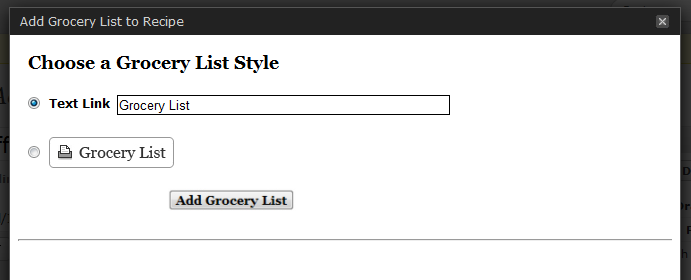 Add Grocery List to Recipe
Choose a Grocery List Style
Text Link Grocery List
Grocery List
Add Grocery List